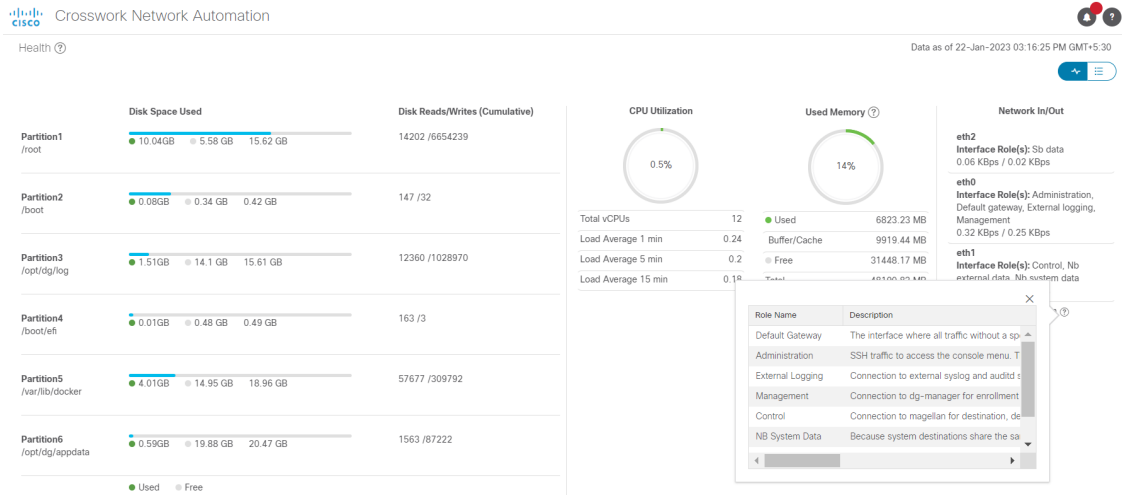 CISCO Crosswork Network Automation
?
Health ?
Data as of 22-Jan-2023 03:16:25 PM GMT+5:30
Disk Space Used
Disk Reads/Writes (Cumulative)
Partition1
/root
10.04GB 5.58 GB 15.62 GB
14202 /6654239
Partition2
/boot
0.08GB 0.34 GB 0.42 GB
147 /32
Partition3
/opt/dg/log
1.51GB 14.1 GB 15.61 GB
12360 /1028970
Partition4
/boot/efi
0.01GB 0.48 GB 0.49 GB
163 /3
Partition5
/var/lib/docker
4.01GB 14.95 GB 18.96 GB
57677 /309792
Partition6
/opt/dg/appdata
0.59GB 19.88 GB 20.47 GB
1563 /87222
Used Free
CPU Utilization
0.5%
Total vCPUs 12
Load Average 1 min 0.24
Load Average 5 min 0.2
Load Average 15 min 0.18
Used Memory ?
14%
Used 6823.23 MB
Buffer/Cache 9919.44 MB
Free 31448.17 MB
Network In/Out
eth2
Interface Role(s): Sb data
0.06 KBps / 0.02 KBps
eth0
Interface Role(s): Administration,
Default gateway, External logging,
Management
0.32 KBps / 0.25 KBps
eth1
Interface Role(s): Control, Nb
external data, Nb system data
?
Role Name Description
Default Gateway The interface where all traffic without a sp
Administration SSH traffic to access the console menu. T
External Logging Connection to external syslog and auditd s
Management Connection to dg-manager for enrollment
Control Connection to magellan for destination, de
NB System Data Because system destinations share the sa